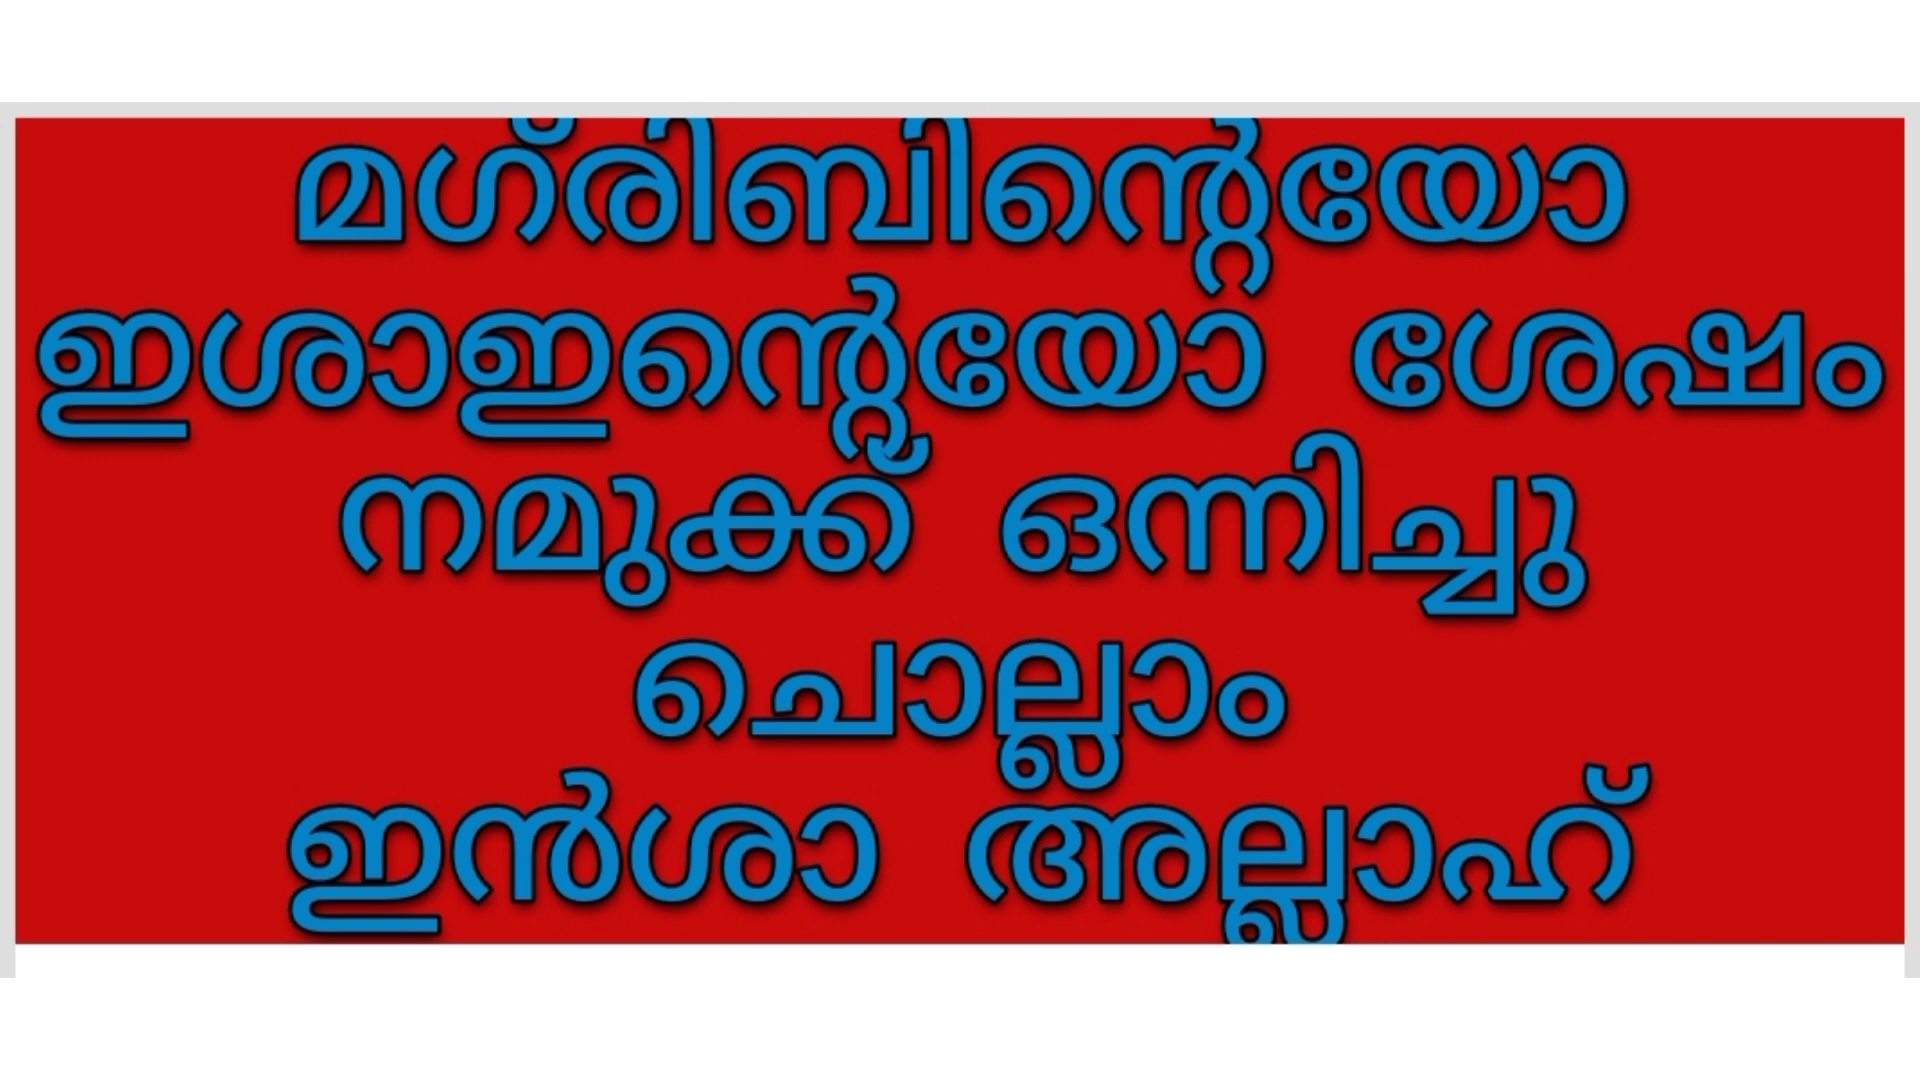 മഗ്‌രിബിന്റെയോ
ഇശാഇന്റെയോ ശേഷം
നമുക്ക് ഒന്നിച്ചു
ചൊല്ലാം
ഇൻശാ അല്ലാഹ്